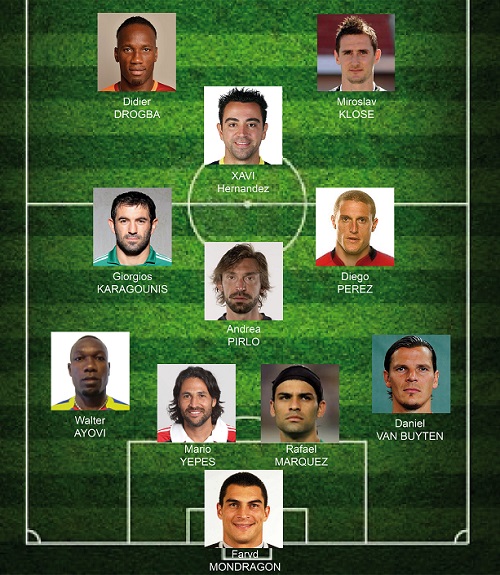 Didier
DROGBA
Miroslav
KLOSE
XAVI
Hernandez
Giorgios
KARAGOUNIS
Diego
PEREZ
Andrea
PIRLO
Walter
AYOVI
Mario
YEPES
Rafael
MARQUEZ
Daniel
VAN BUYTEN
Faryd
MONDRAGON